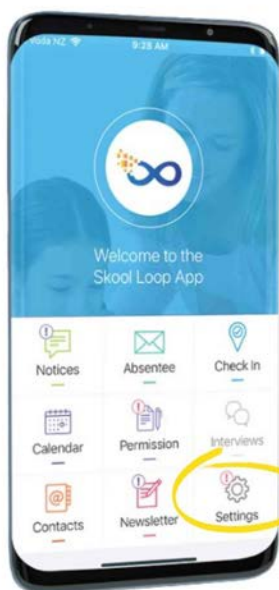 Voda NZ 9:28 AM
Welcome to the
Skool Loop App
Notices Absentee Check In
Calendar Permission Interviews
Contacts Newsletter Settings